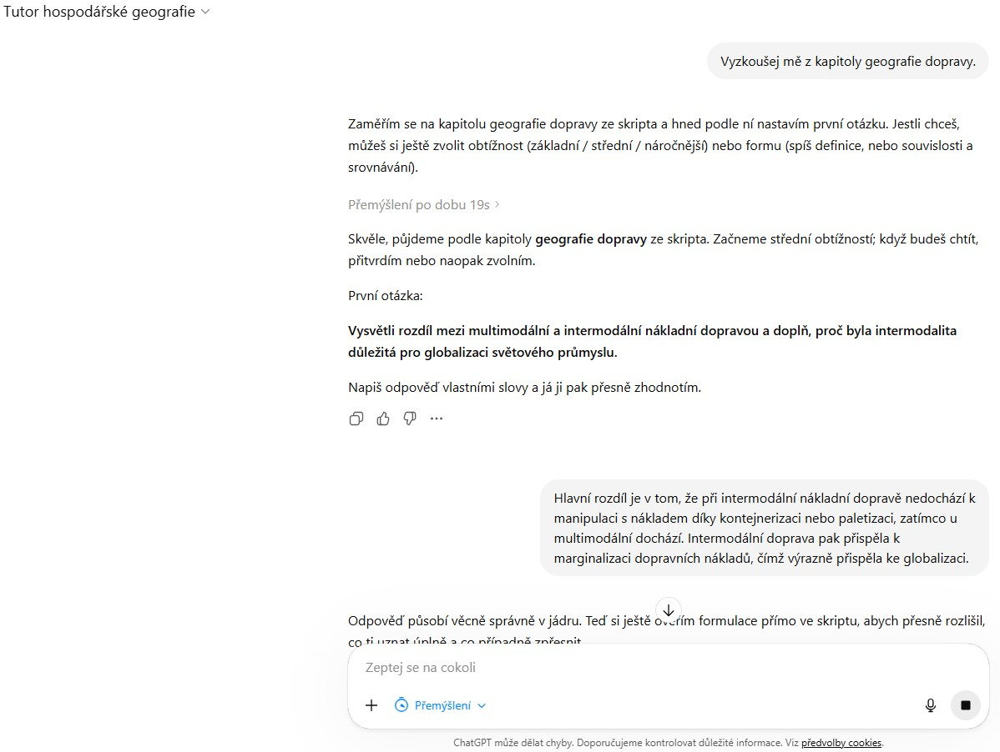 Tutor hospodářské geografie
Vyzkoušej mě z kapitoly geografie dopravy.
Zaměřím se na kapitolu geografie dopravy ze skripta a hned podle ní nastavím první otázku. Jestli chceš,
můžeš si ještě zvolit obtížnost (základní / střední / náročnější) nebo formu (spíš definice, nebo souvislosti a
srovnávání).
Přemýšlení po dobu 19s
Skvěle, půjdeme podle kapitoly geografie dopravy ze skripta. Začneme střední obtížností; když budeš chtít,
přitvrdím nebo naopak zvolním.
První otázka:
Vysvětli rozdíl mezi multimodální a intermodální nákladní dopravou a doplň, proč byla intermodalita
důležitá pro globalizaci světového průmyslu.
Napiš odpověď vlastními slovy a já ji pak přesně zhodnotím.
Hlavní rozdíl je v tom, že při intermodální nákladní dopravě nedochází k
manipulaci s nákladem díky kontejnerizaci nebo paletizaci, zatímco u
multimodální dochází. Intermodální doprava pak přispěla k
marginalizaci dopravních nákladů, čímž výrazně přispěla ke globalizaci.
Odpověď působí věcně správně v jádru. Teď si ještě ověřím formulace přímo ve skriptu, abych přesně rozlišil,
co ti uznat úplně a co případně zpřesnit.
Zeptej se na cokoli
Přemýšlení
ChatGPT může dělat chyby. Doporučujeme kontrolovat důležité informace. Viz předvolby cookies.